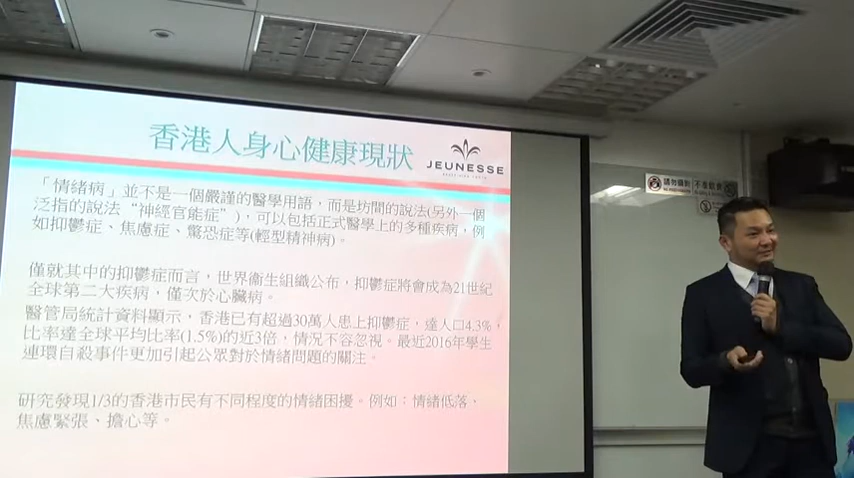 香港人身心健康現狀
JEUNESSE
「情緒病」並不是一個嚴謹的醫學用語，而是坊間的說法(另外一個
泛指的說法“神經官能症”)，可以包括正式醫學上的多種疾病，例
如抑鬱症、焦慮症、驚恐症等(輕型精神病)。
僅就其中的抑鬱症而言，世界衞生組織公布，抑鬱症將會成為21世紀
全球第二大疾病，僅次於心臟病。
醫管局統計資料顯示，香港已有超過30萬人患上抑鬱症，達人口4.3%，
比率達全球平均比率(1.5%)的近3倍，情況不容忽視。最近2016年學生
連環自殺事件更加引起公眾對於情緒問題的關注。
研究發現1/3的香港市民有不同程度的情緒困擾。例如：情緒低落，
焦慮緊張、擔心等。
請勿攝影
不准飲食